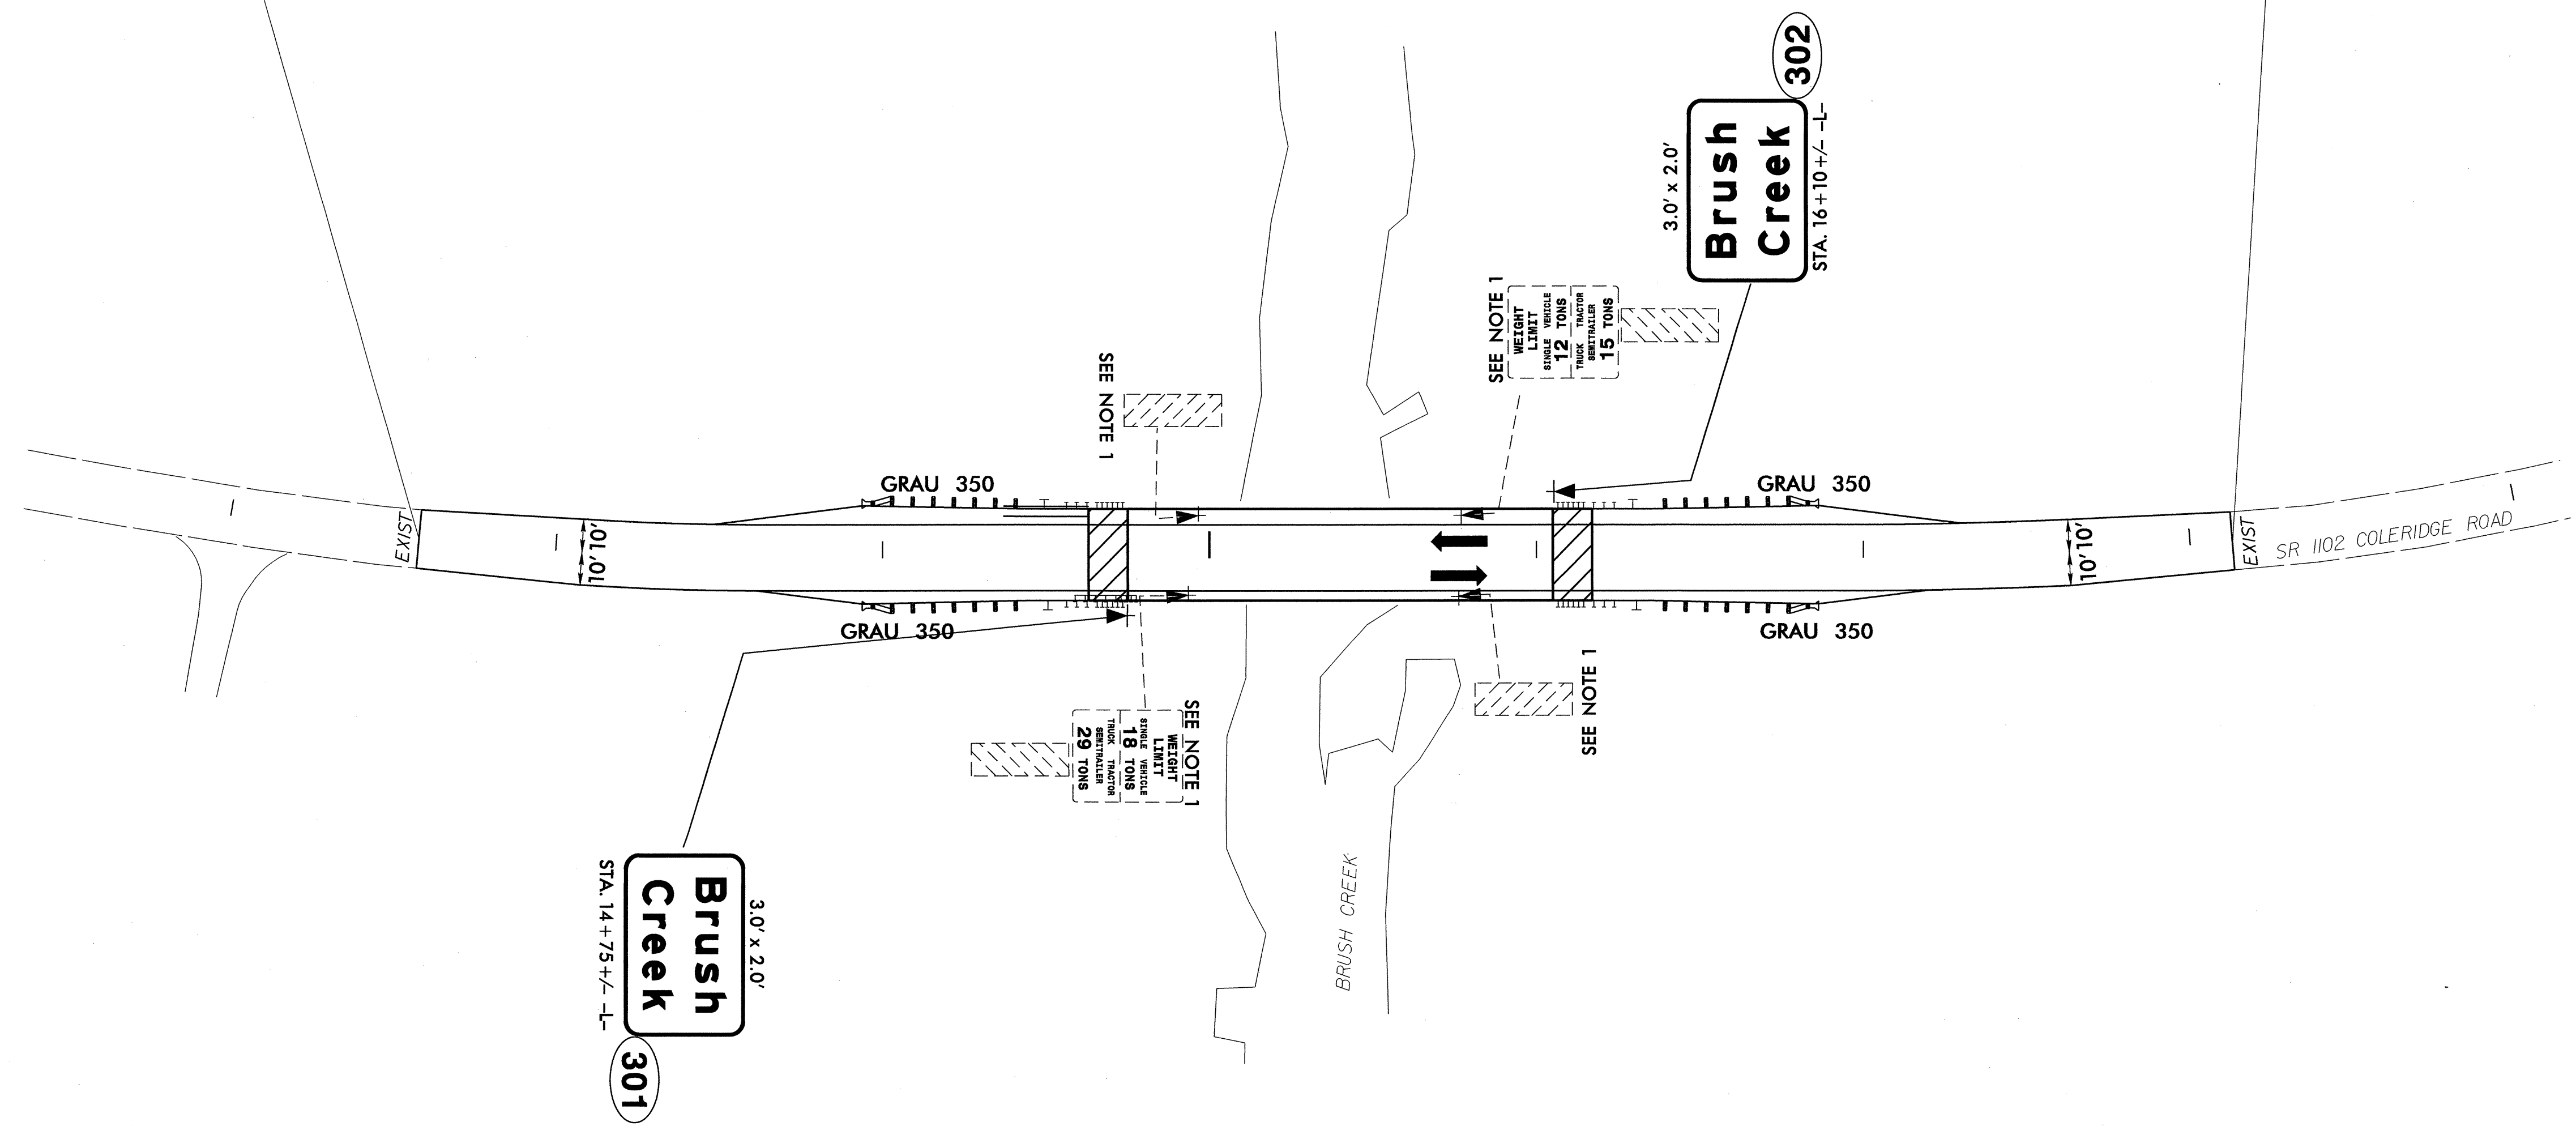 302
Brush
Creek
3.0' x 2.0'
STA. 16+10+/- -L-
SEE NOTE 1
WEIGHT
LIMIT
SINGLE VEHICLE
12 TONS
TRUCK TRACTOR
SEMITRAILER
15 TONS
SEE NOTE 1
GRAU 350
GRAU 350
EXIST
10'
10'
10'
10'
EXIST
SR 1102 COLERIDGE ROAD
GRAU 350
GRAU 350
SEE NOTE 1
WEIGHT
LIMIT
SINGLE VEHICLE
18 TONS
TRUCK TRACTOR
SEMITRAILER
29 TONS
SEE NOTE 1
BRUSH CREEK
3.0' x 2.0'
Brush
Creek
STA. 14+75+/- -L-
301